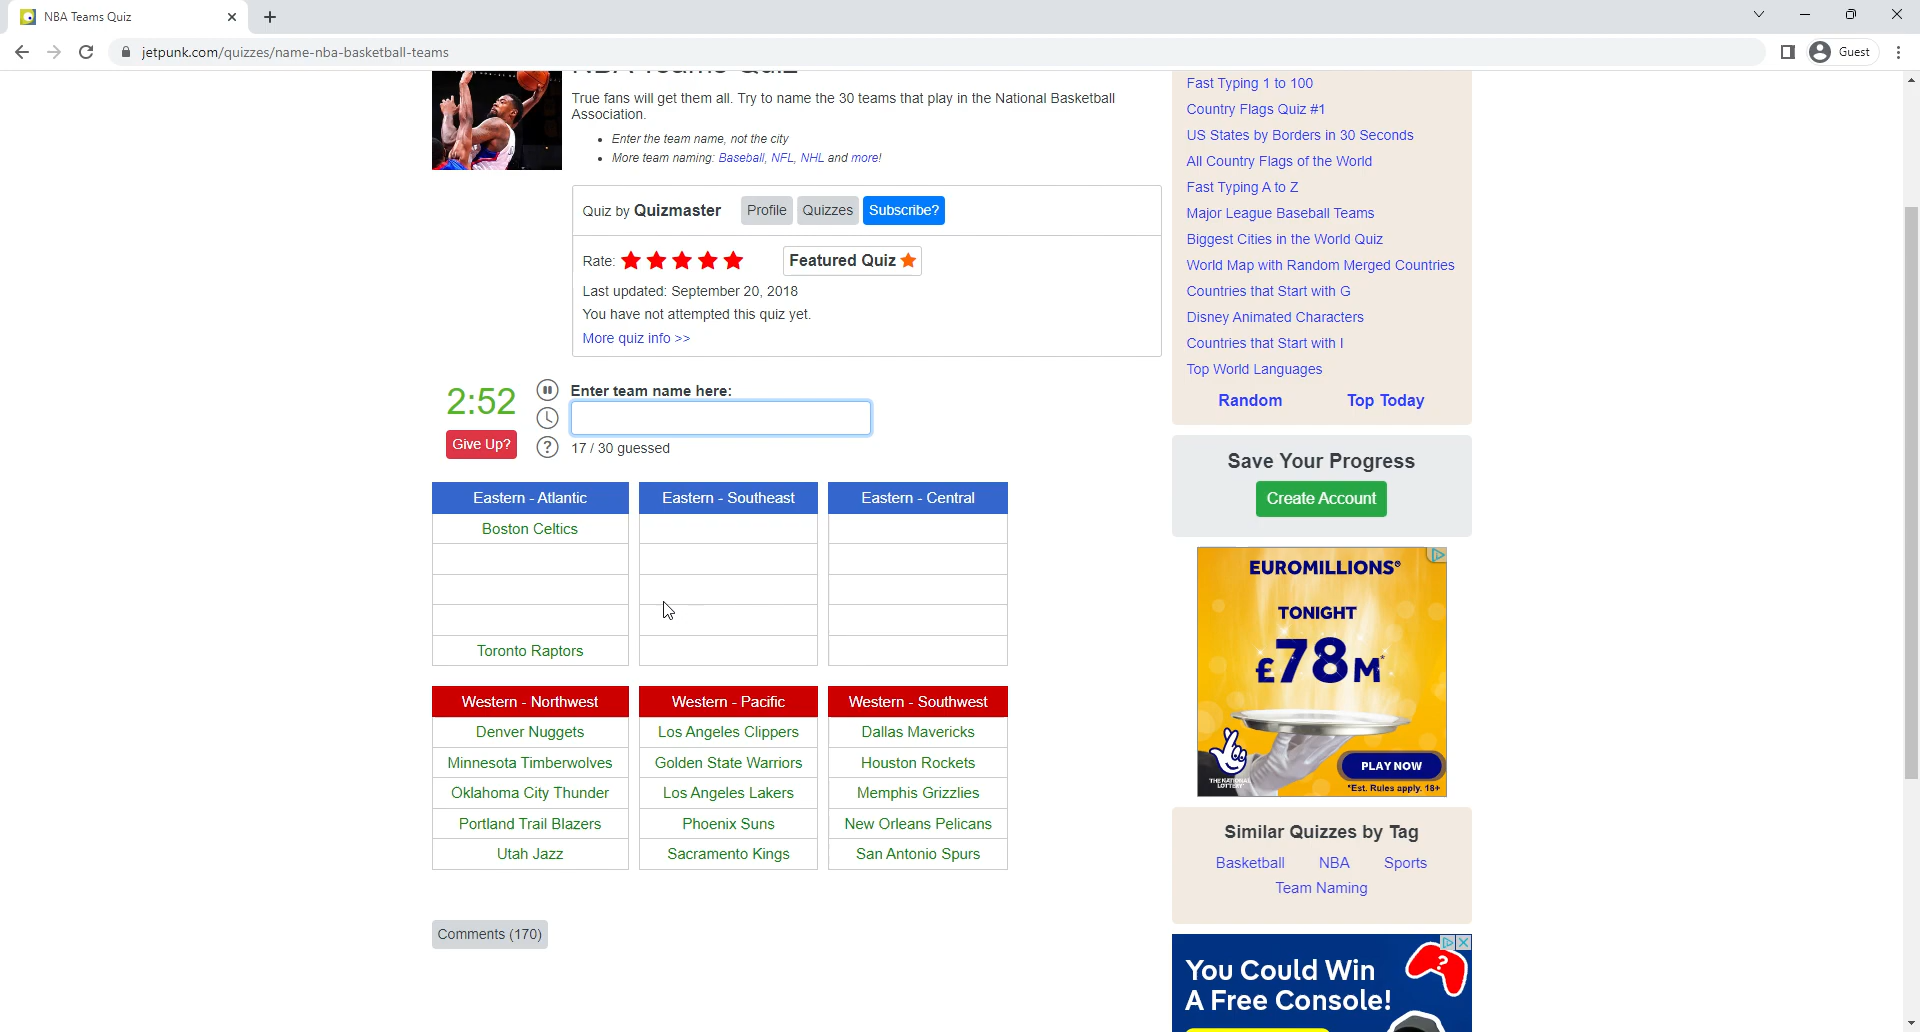 NBA Teams Quiz
jetpunk.com/quizzes/name-nba-basketball-teams
Guest
NBA Teams Quiz
True fans will get them all. Try to name the 30 teams that play in the National Basketball
Association.
Enter the team name, not the city
More team naming: Baseball, NFL, NHL and more!
Quiz by Quizmaster Profile Quizzes Subscribe?
Rate: Featured Quiz
Last updated: September 20, 2018
You have not attempted this quiz yet.
More quiz info >>
2:52
Give Up?
Enter team name here:
17 / 30 guessed
Eastern - Atlantic Eastern - Southeast Eastern - Central
Boston Celtics
Toronto Raptors
Western - Northwest Western - Pacific Western - Southwest
Denver Nuggets Los Angeles Clippers Dallas Mavericks
Minnesota Timberwolves Golden State Warriors Houston Rockets
Oklahoma City Thunder Los Angeles Lakers Memphis Grizzlies
Portland Trail Blazers Phoenix Suns New Orleans Pelicans
Utah Jazz Sacramento Kings San Antonio Spurs
Comments (170)
Fast Typing 1 to 100
Country Flags Quiz #1
US States by Borders in 30 Seconds
All Country Flags of the World
Fast Typing A to Z
Major League Baseball Teams
Biggest Cities in the World Quiz
World Map with Random Merged Countries
Countries that Start with G
Disney Animated Characters
Countries that Start with I
Top World Languages
Random Top Today
Save Your Progress
Create Account
EUROMILLIONS®
TONIGHT
£78M*
THE NATIONAL
LOTTERY
PLAY NOW
*Est. Rules apply. 18+
Similar Quizzes by Tag
Basketball NBA Sports
Team Naming
You Could Win
A Free Console!
?